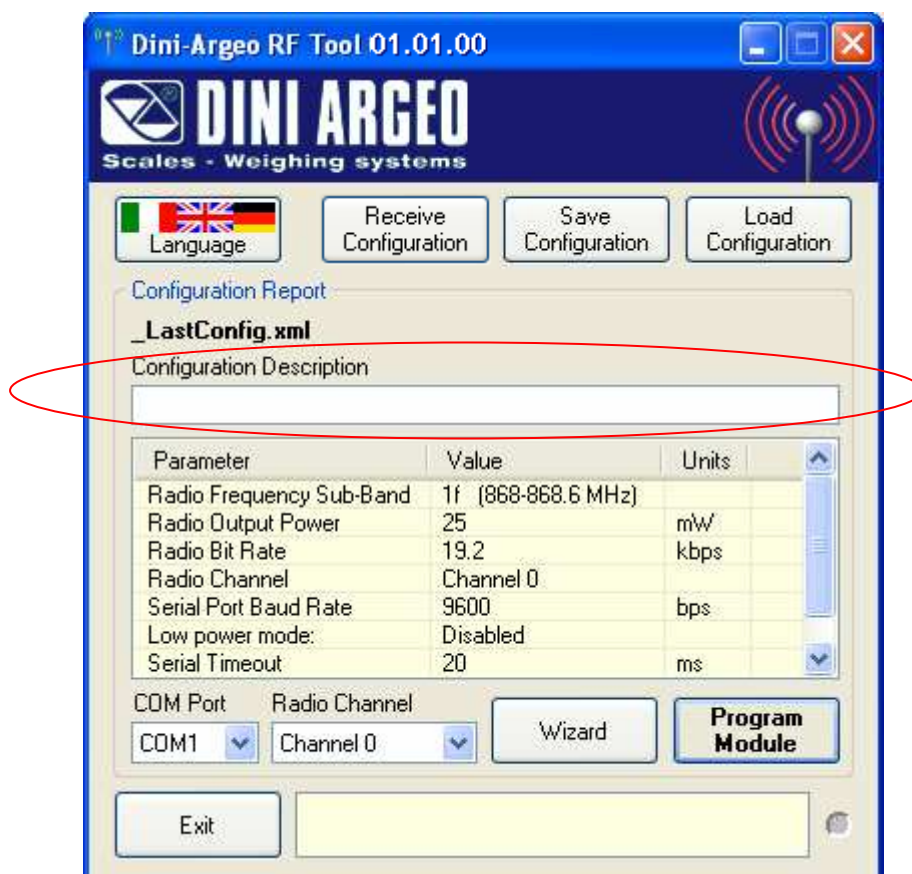 Dini-Argeo RF Tool 01.01.00
DINI ARGEO
Scales - Weighing systems
Language
Receive Configuration
Save Configuration
Load Configuration
Configuration Report
_LastConfig.xml
Configuration Description
Parameter Value Units
Radio Frequency Sub-Band 1f (868-868.6 MHz)
Radio Output Power 25 mW
Radio Bit Rate 19.2 kbps
Radio Channel Channel 0
Serial Port Baud Rate 9600 bps
Low power mode: Disabled
Serial Timeout 20 ms
COM Port Radio Channel
COM1 Channel 0 Wizard
Program Module
Exit